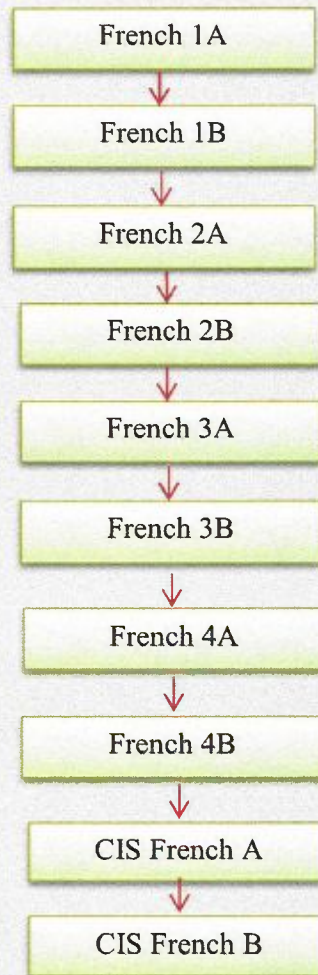 French 1A
French 1B
French 2A
French 2B
French 3A
French 3B
French 4A
French 4B
CIS French A
CIS French B